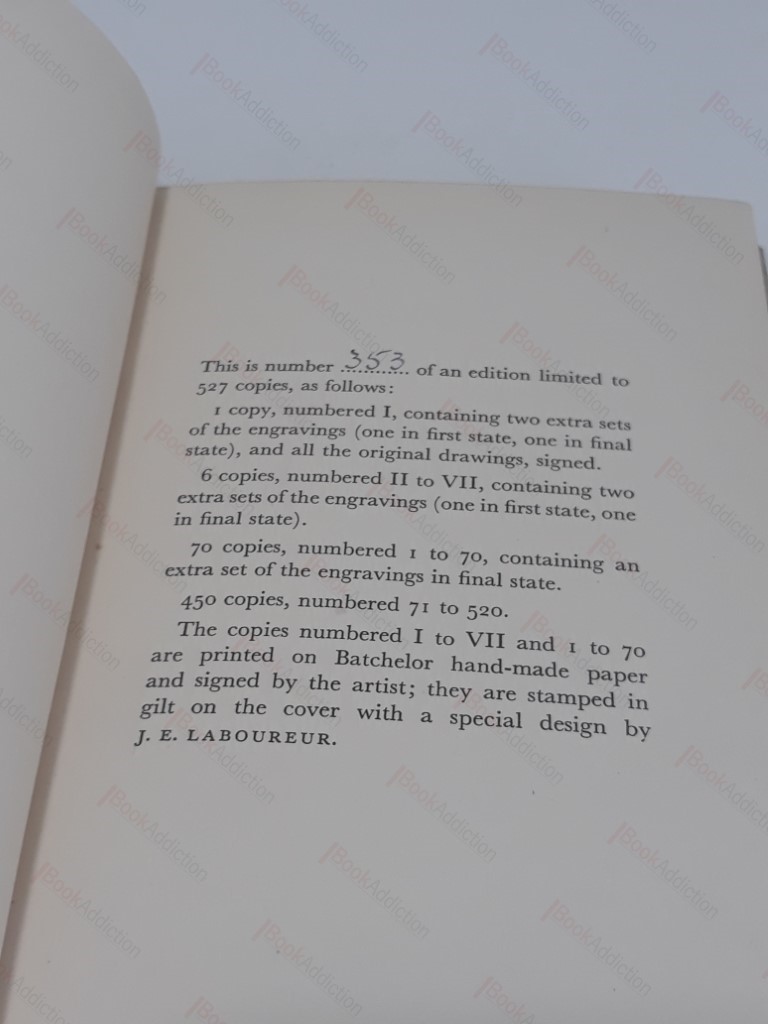 This is number 353 of an edition limited to
527 copies, as follows:
1 copy, numbered I, containing two extra sets
of the engravings (one in first state, one in final
state), and all the original drawings, signed.
6 copies, numbered II to VII, containing two
extra sets of the engravings (one in first state, one
in final state).
70 copies, numbered 1 to 70, containing an
extra set of the engravings in final state.
450 copies, numbered 71 to 520.
The copies numbered I to VII and 1 to 70
are printed on Batchelor hand-made paper
and signed by the artist; they are stamped in
gilt on the cover with a special design by
J. E. LABOUREUR.
iBookAddiction